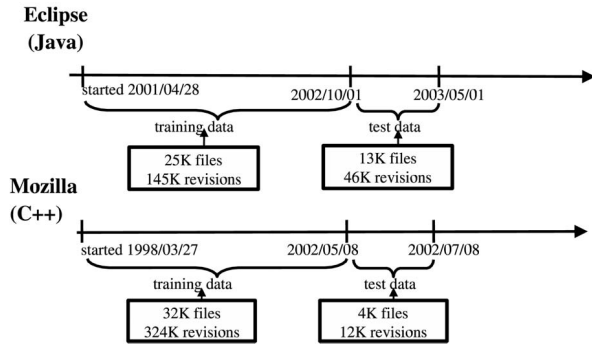 Eclipse
(Java)
started 2001/04/28
2002/10/01
2003/05/01
training data
test data
25K files
145K revisions
13K files
46K revisions
Mozilla
(C++)
started 1998/03/27
2002/05/08
2002/07/08
training data
test data
32K files
324K revisions
4K files
12K revisions